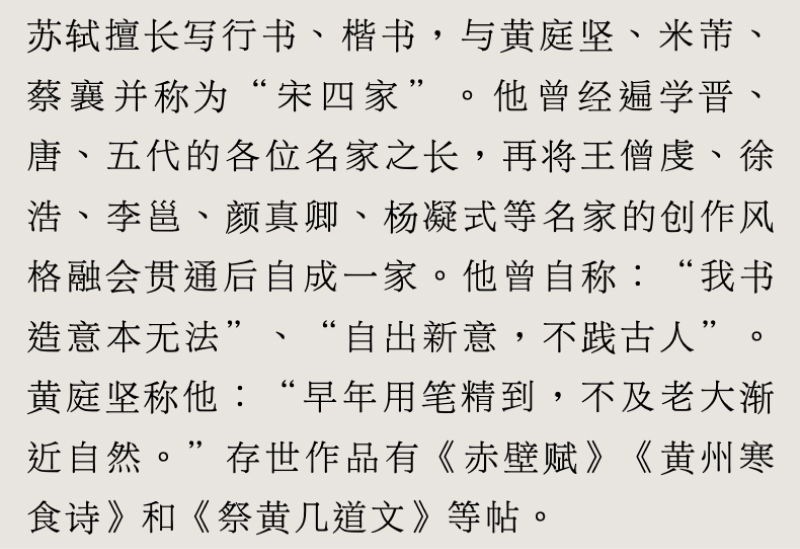 苏轼擅长写行书、楷书，与黄庭坚、米芾、
蔡襄并称为“宋四家”。他曾经遍学晋、
唐、五代的各位名家之长，再将王僧虔、徐
浩、李邕、颜真卿、杨凝式等名家的创作风
格融会贯通后自成一家。他曾自称：“我书
造意本无法”、“自出新意，不践古人”。
黄庭坚称他：“早年用笔精到，不及老大渐
近自然。”存世作品有《赤壁赋》《黄州寒
食诗》和《祭黄几道文》等帖。